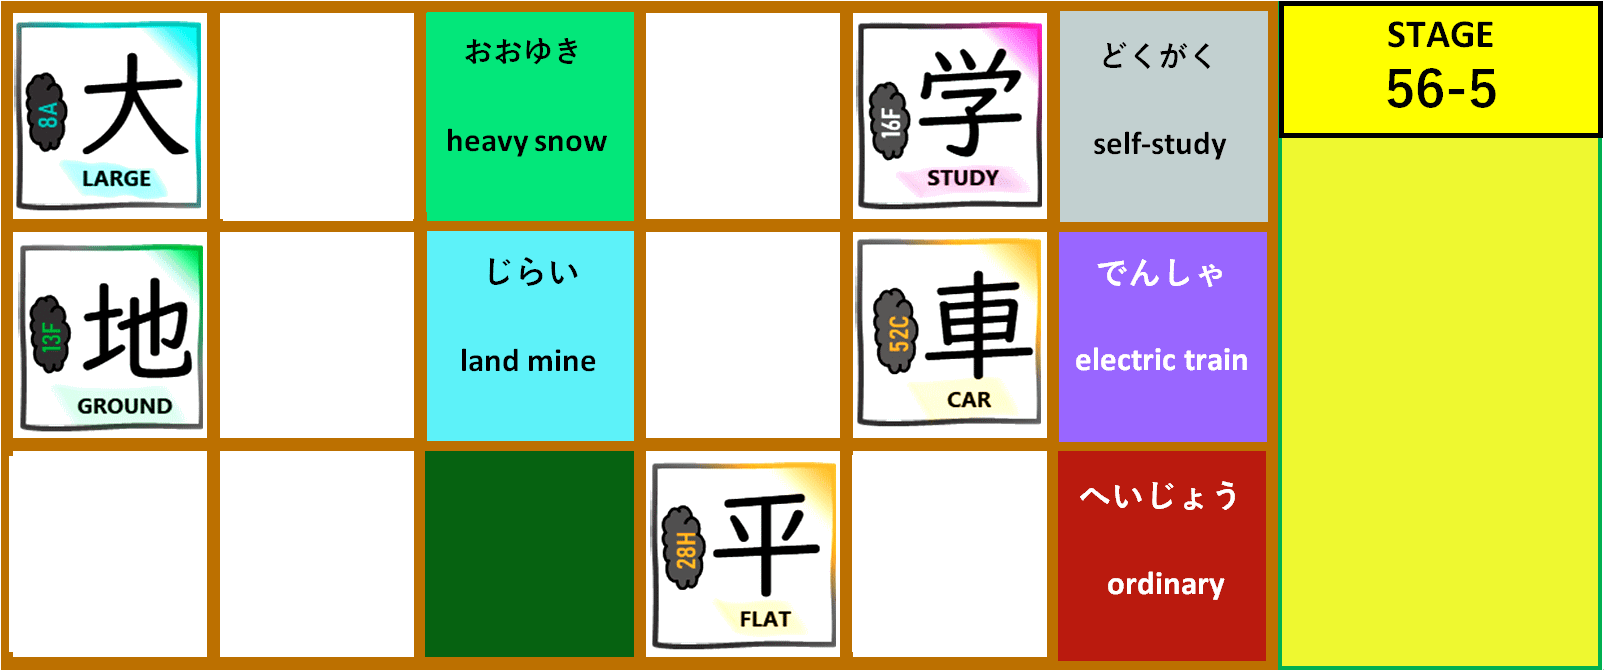 大
8A
LARGE
おおゆき
heavy snow
学
16F
STUDY
どくがく
self-study
STAGE
56-5
地
13F
GROUND
じらい
land mine
車
52C
CAR
でんしゃ
electric train
平
28H
FLAT
へいじょう
ordinary